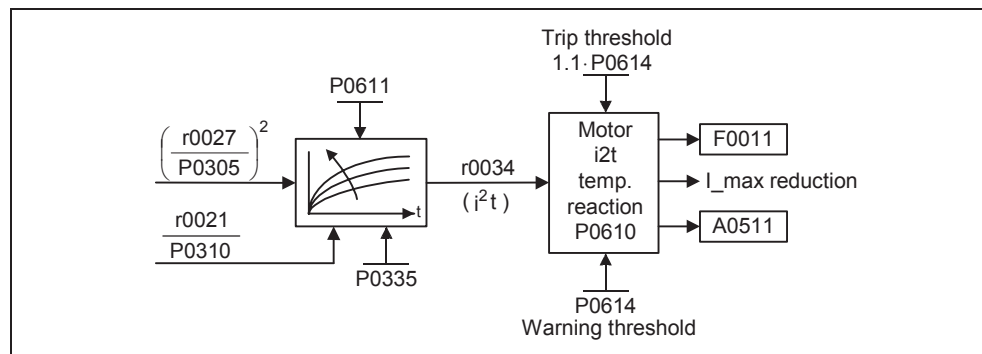 Trip threshold
1.1·P0614
P0611
(r0027/P0305)²
r0021/P0310
t
P0335
r0034
(i²t)
Motor
i2t
temp.
reaction
P0610
F0011
I_max reduction
A0511
P0614
Warning threshold